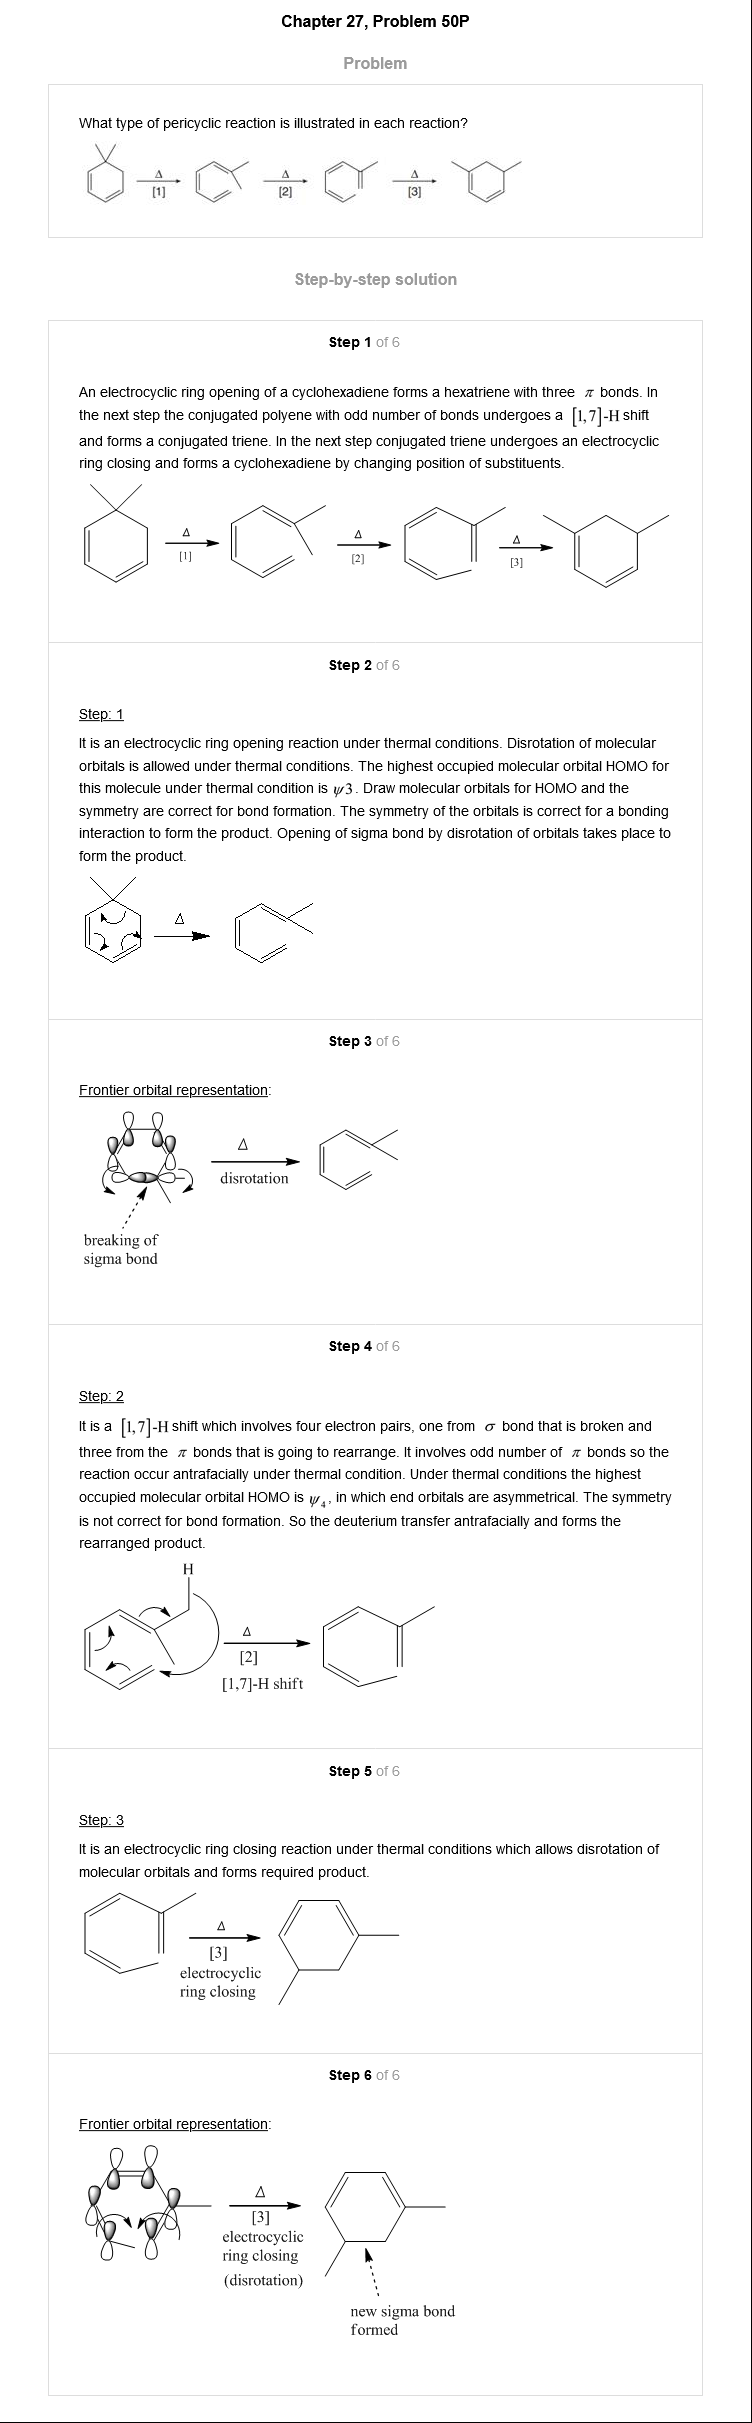 Chapter 27, Problem 50P
Problem
What type of pericyclic reaction is illustrated in each reaction?
Δ Δ Δ
[1] [2] [3]
Step-by-step solution
Step 1 of 6
An electrocyclic ring opening of a cyclohexadiene forms a hexatriene with three π bonds. In
the next step the conjugated polyene with odd number of bonds undergoes a [1,7]-H shift
and forms a conjugated triene. In the next step conjugated triene undergoes an electrocyclic
ring closing and forms a cyclohexadiene by changing position of substituents.
Δ Δ Δ
[1] [2] [3]
Step 2 of 6
Step: 1
It is an electrocyclic ring opening reaction under thermal conditions. Disrotation of molecular
orbitals is allowed under thermal conditions. The highest occupied molecular orbital HOMO for
this molecule under thermal condition is ψ3. Draw molecular orbitals for HOMO and the
symmetry are correct for bond formation. The symmetry of the orbitals is correct for a bonding
interaction to form the product. Opening of sigma bond by disrotation of orbitals takes place to
form the product.
Δ
Step 3 of 6
Frontier orbital representation:
Δ
disrotation
breaking of
sigma bond
Step 4 of 6
Step: 2
It is a [1,7]-H shift which involves four electron pairs, one from σ bond that is broken and
three from the π bonds that is going to rearrange. It involves odd number of π bonds so the
reaction occur antrafacially under thermal condition. Under thermal conditions the highest
occupied molecular orbital HOMO is ψ₄, in which end orbitals are asymmetrical. The symmetry
is not correct for bond formation. So the deuterium transfer antrafacially and forms the
rearranged product.
H
Δ
[2]
[1,7]-H shift
Step 5 of 6
Step: 3
It is an electrocyclic ring closing reaction under thermal conditions which allows disrotation of
molecular orbitals and forms required product.
Δ
[3]
electrocyclic
ring closing
Step 6 of 6
Frontier orbital representation:
Δ
[3]
electrocyclic
ring closing
(disrotation)
new sigma bond
formed